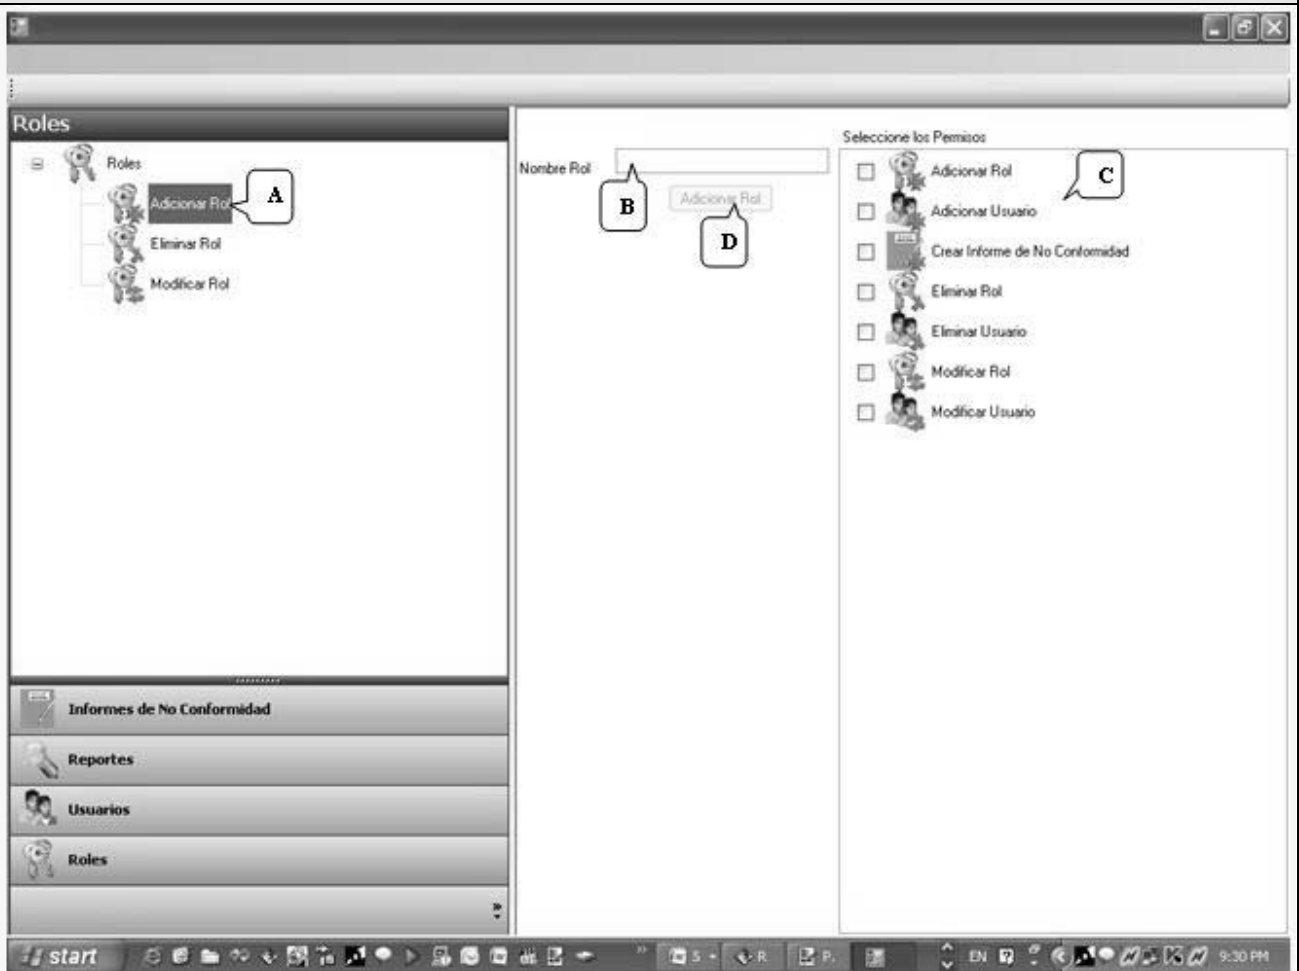 Roles
Roles
Adicionar Rol
A
Eliminar Rol
Modificar Rol
Informes de No Conformidad
Reportes
Usuarios
Roles
Nombre Rol
B
Adicionar Rol
D
Seleccione los Permisos
C
Adicionar Rol
Adicionar Usuario
Crear Informe de No Conformidad
Eliminar Rol
Eliminar Usuario
Modificar Rol
Modificar Usuario
start
S
R
P.
EN
9:30 PM